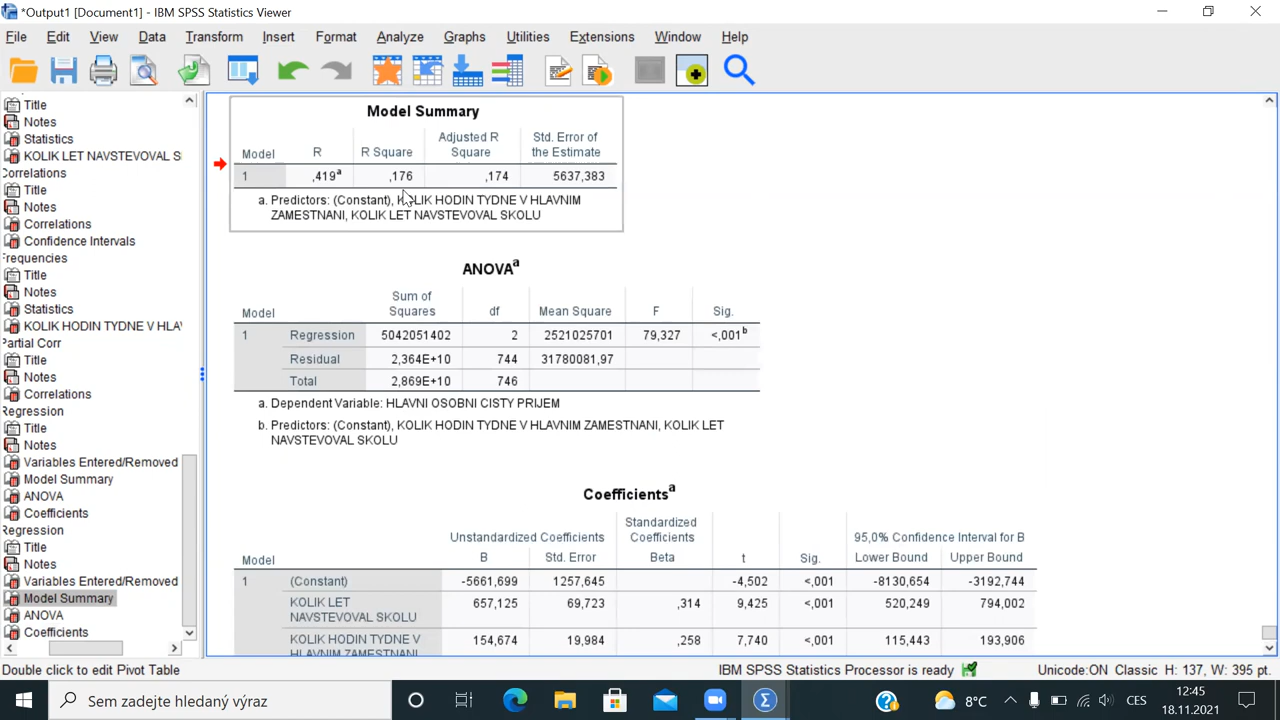 *Output1 [Document1] - IBM SPSS Statistics Viewer
File Edit View Data Transform Insert Format Analyze Graphs Utilities Extensions Window Help
Title
Notes
Statistics
KOLIK LET NAVSTEVOVAL S
Correlations
Title
Notes
Correlations
Confidence Intervals
Frequencies
Title
Notes
Statistics
KOLIK HODIN TYDNE V HLAV
Partial Corr
Title
Notes
Correlations
Regression
Title
Notes
Variables Entered/Removed
Model Summary
ANOVA
Coefficients
Regression
Title
Notes
Variables Entered/Removed
Model Summary
ANOVA
Coefficients
Model Summary
Model R R Square Adjusted R Square Std. Error of the Estimate
1 ,419a ,176 ,174 5637,383
a. Predictors: (Constant), KOLIK HODIN TYDNE V HLAVNIM
ZAMESTNANI, KOLIK LET NAVSTEVOVAL SKOLU
ANOVAa
Model Sum of Squares df Mean Square F Sig.
1 Regression 5042051402 2 2521025701 79,327 <,001b
Residual 2,364E+10 744 31780081,97
Total 2,869E+10 746
a. Dependent Variable: HLAVNI OSOBNI CISTY PRIJEM
b. Predictors: (Constant), KOLIK HODIN TYDNE V HLAVNIM ZAMESTNANI, KOLIK LET
NAVSTEVOVAL SKOLU
Coefficientsa
Unstandardized Coefficients Standardized Coefficients 95,0% Confidence Interval for B
Model B Std. Error Beta t Sig. Lower Bound Upper Bound
1 (Constant) -5661,699 1257,645 -4,502 <,001 -8130,654 -3192,744
KOLIK LET NAVSTEVOVAL SKOLU 657,125 69,723 ,314 9,425 <,001 520,249 794,002
KOLIK HODIN TYDNE V HLAVNIM ZAMESTNANI 154,674 19,984 ,258 7,740 <,001 115,443 193,906
Double click to edit Pivot Table
IBM SPSS Statistics Processor is ready
Unicode:ON Classic H: 137, W: 395 pt.
Sem zadejte hledaný výraz
8°C
CES
12:45
18.11.2021